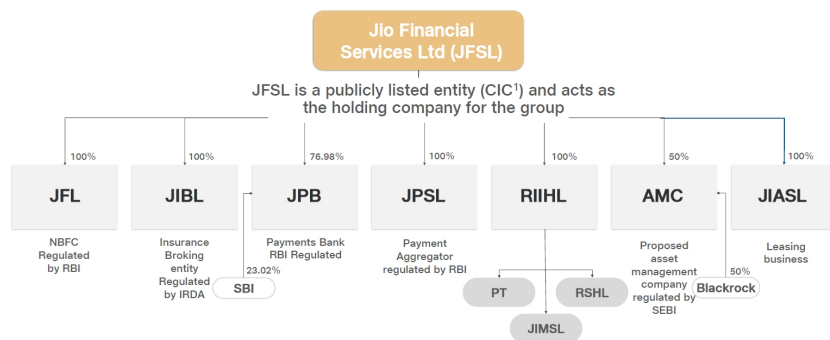 Jio Financial
Services Ltd (JFSL)
JFSL is a publicly listed entity (CIC¹) and acts as
the holding company for the group
100%
100%
76.98%
100%
100%
50%
100%
JFL
JIBL
JPB
JPSL
RIIHL
AMC
JIASL
NBFC
Regulated
by RBI
Insurance
Broking
entity
Regulated
by IRDA
23.02%
SBI
Payments Bank
RBI Regulated
Payment
Aggregator
regulated by RBI
PT
RSHL
JIMSL
Proposed
asset
management
company
regulated by
SEBI
50%
Blackrock
Leasing
business